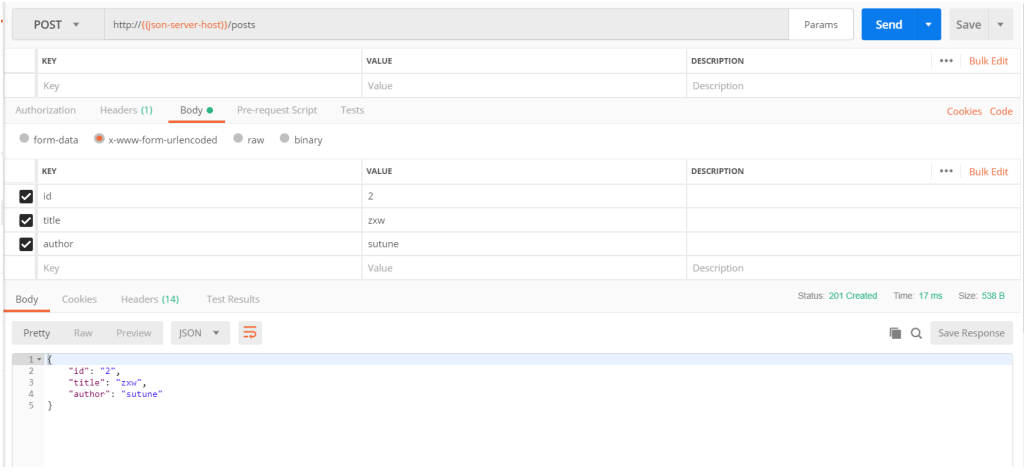 POST http://{{json-server-host}}/posts Params Send Save
KEY VALUE DESCRIPTION ••• Bulk Edit
Key Value Description
Authorization Headers (1) Body Pre-request Script Tests Cookies Code
form-data x-www-form-urlencoded raw binary
KEY VALUE DESCRIPTION ••• Bulk Edit
id 2
title zxw
author sutune
Key Value Description
Body Cookies Headers (14) Test Results Status: 201 Created Time: 17 ms Size: 538 B
Pretty Raw Preview JSON Save Response
1 {
2 "id": "2",
3 "title": "zxw",
4 "author": "sutune"
5 }